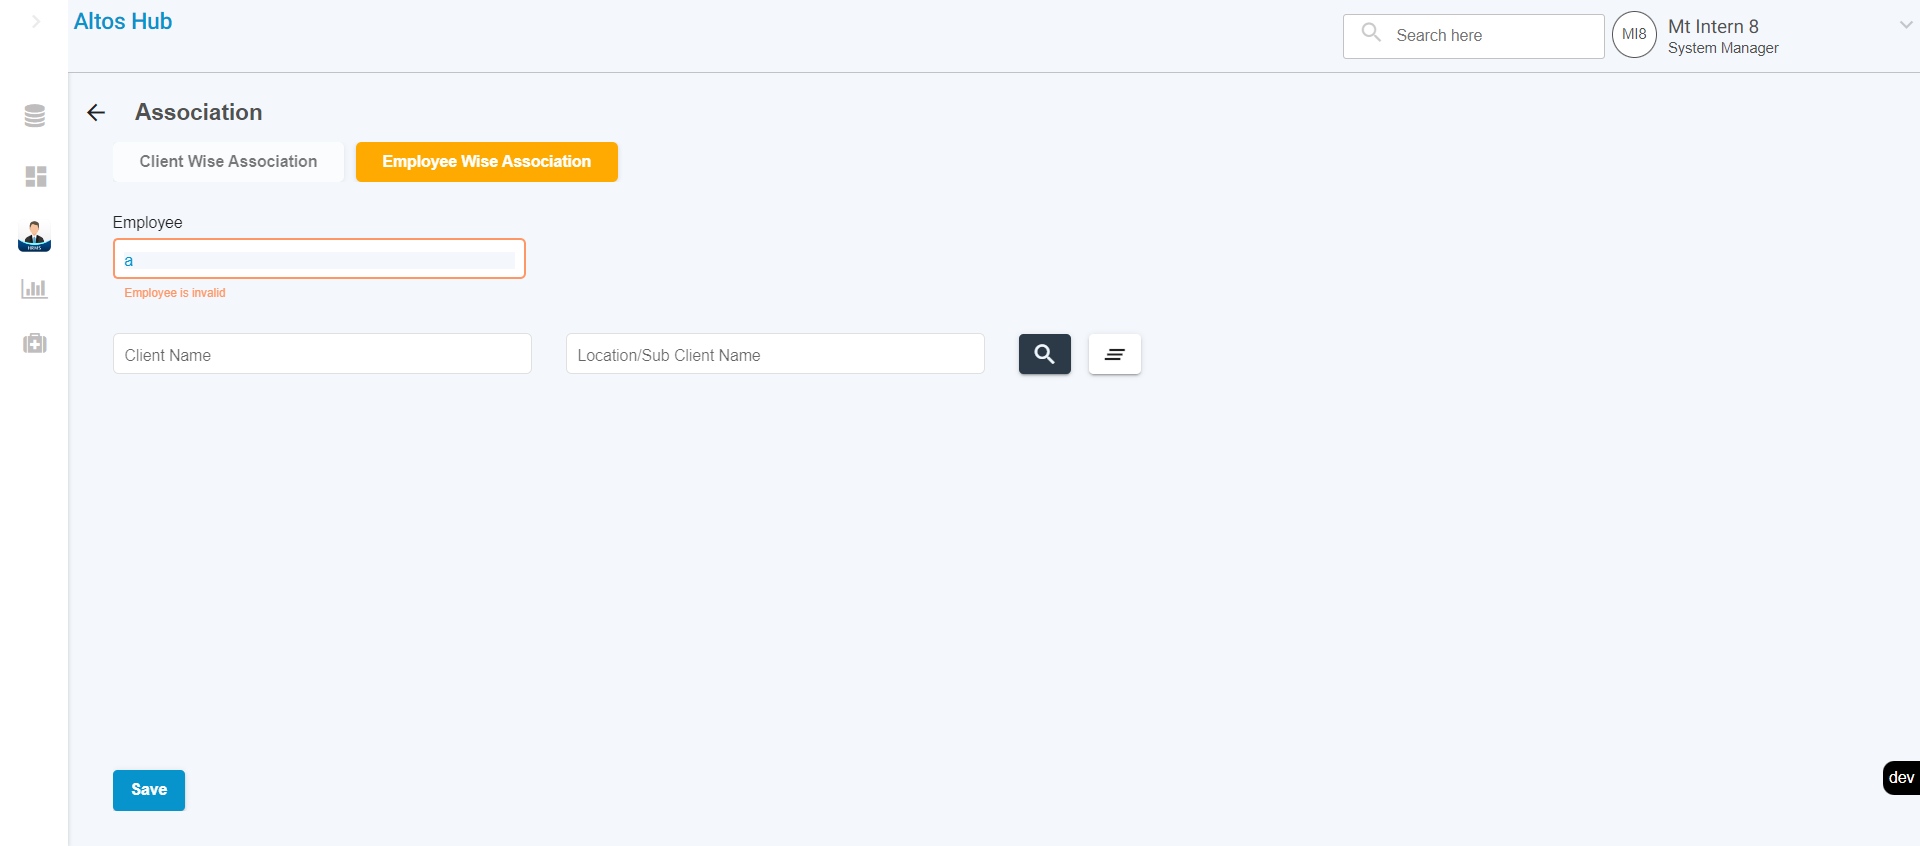 Altos Hub
Search here
MI8
Mt Intern 8
System Manager
Association
Client Wise Association
Employee Wise Association
HRMS
Employee
a
Employee is invalid
Client Name
Location/Sub Client Name
Save
dev